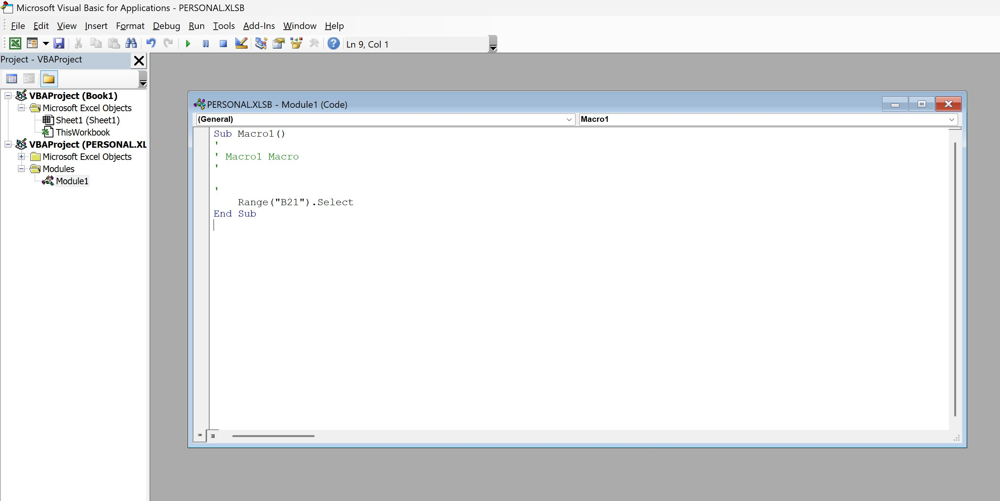 Microsoft Visual Basic for Applications - PERSONAL.XLSB
File Edit View Insert Format Debug Run Tools Add-Ins Window Help
Ln 9, Col 1
Project - VBAProject
VBAProject (Book1)
Microsoft Excel Objects
Sheet1 (Sheet1)
ThisWorkbook
VBAProject (PERSONAL.XL
Microsoft Excel Objects
Modules
Module1
PERSONAL.XLSB - Module1 (Code)
(General) Macro1
Sub Macro1()
'
' Macro1 Macro
'
'
Range("B21").Select
End Sub